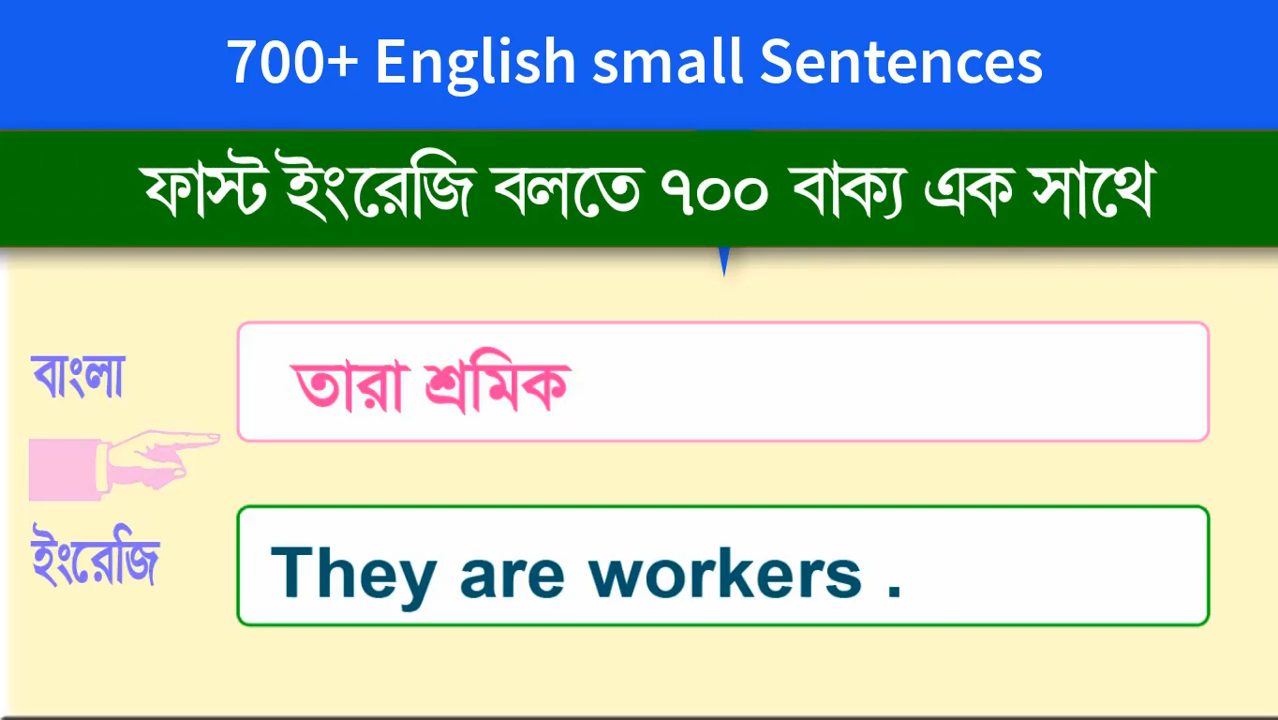 700+ English small Sentences
ফাস্ট ইংরেজি বলতে ৭০০ বাক্য এক সাথে
বাংলা
তারা শ্রমিক
ইংরেজি
They are workers .